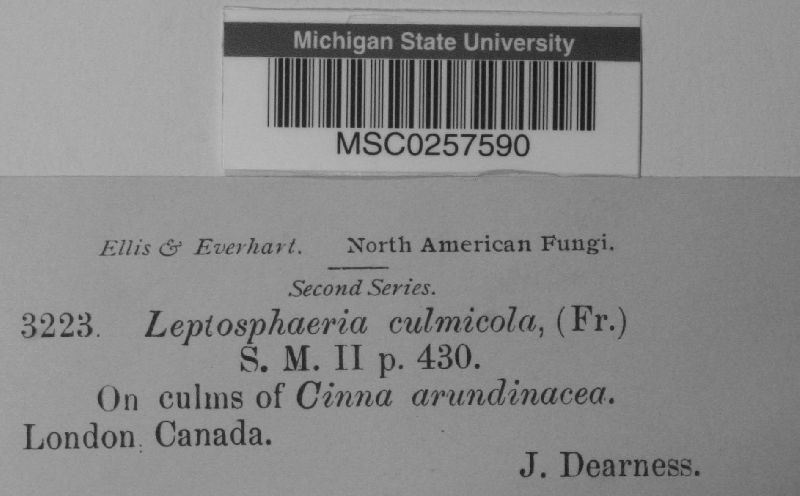 Michigan State University
MSC0257590
Ellis & Everhart. North American Fungi.
Second Series.
3223. Leptosphaeria culmicola, (Fr.)
S. M. II p. 430.
On culms of Cinna arundinacea.
London. Canada.
J. Dearness.